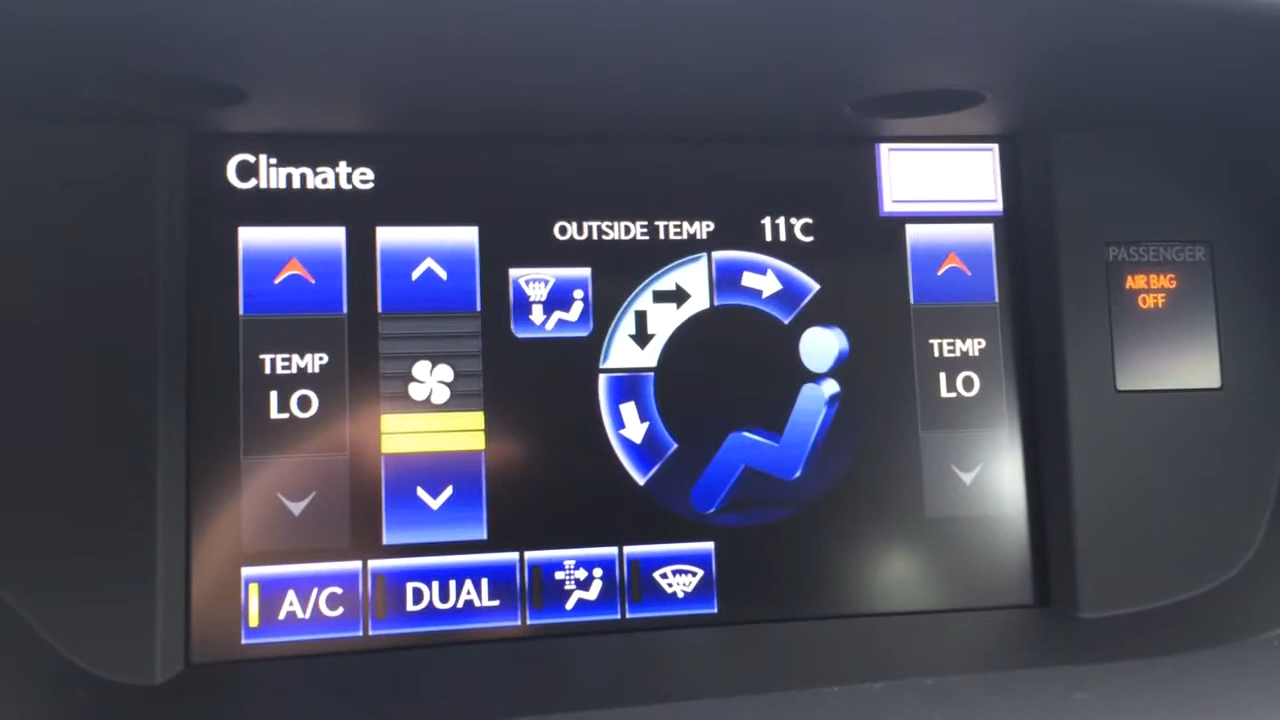 Climate
OUTSIDE TEMP 11℃
TEMP
LO
TEMP
LO
A/C
DUAL
PASSENGER
AIR BAG
OFF